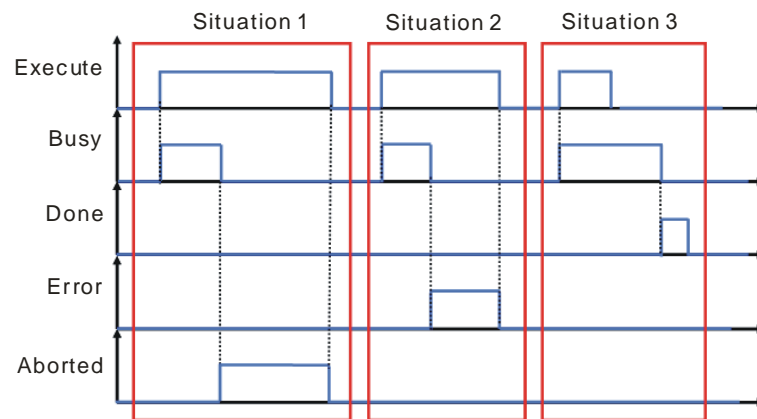 Situation 1 Situation 2 Situation 3
Execute
Busy
Done
Error
Aborted